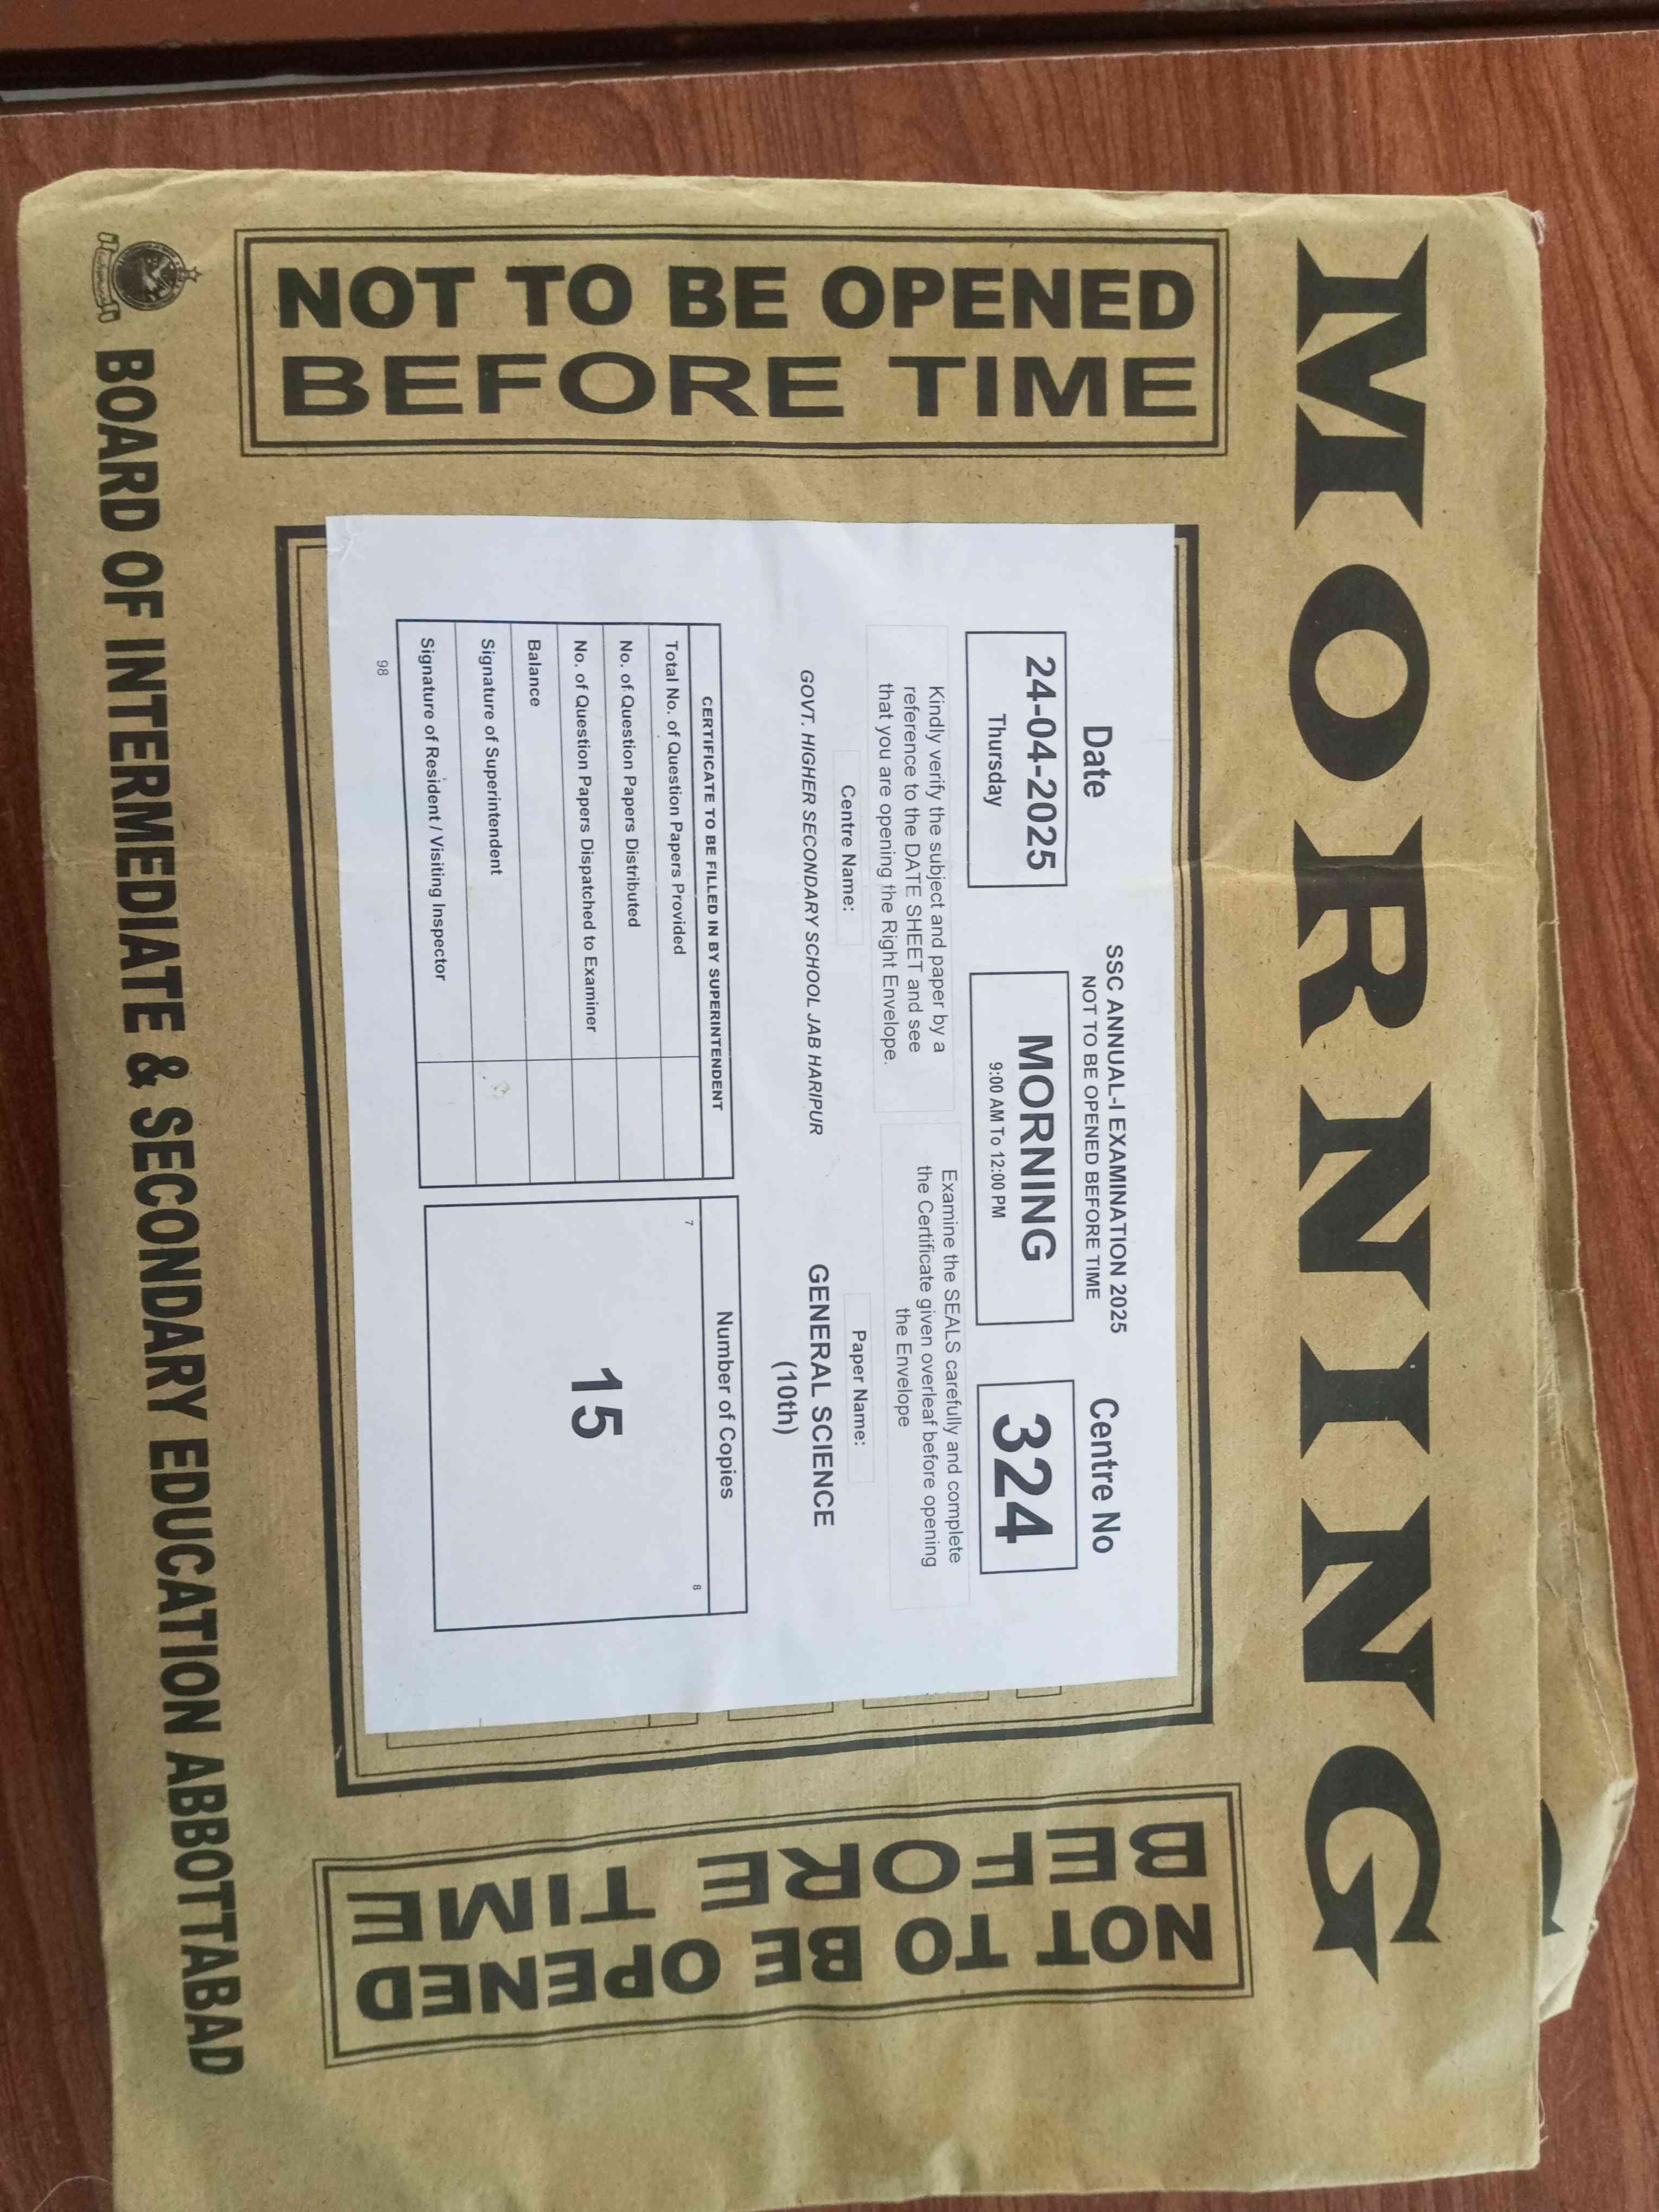 MORNING
NOT TO BE OPENED
BEFORE TIME
SSC ANNUAL-I EXAMINATION 2025
NOT TO BE OPENED BEFORE TIME
Date
24-04-2025
Thursday
MORNING
9:00 AM To 12:00 PM
Centre No
324
Kindly verify the subject and paper by a
reference to the DATE SHEET and see
that you are opening the Right Envelope.
Examine the SEALS carefully and complete
the Certificate given overleaf before opening
the Envelope
Centre Name:
GOVT. HIGHER SECONDARY SCHOOL JAB HARIPUR
Paper Name:
GENERAL SCIENCE
(10th)
CERTIFICATE TO BE FILLED IN BY SUPERINTENDENT
Total No. of Question Papers Provided
No. of Question Papers Distributed
No. of Question Papers Dispatched to Examiner
Balance
Signature of Superintendent
Signature of Resident / Visiting Inspector
Number of Copies
7
8
15
98
NOT TO BE OPENED
BEFORE TIME
BOARD OF INTERMEDIATE & SECONDARY EDUCATION ABBOTTABAD